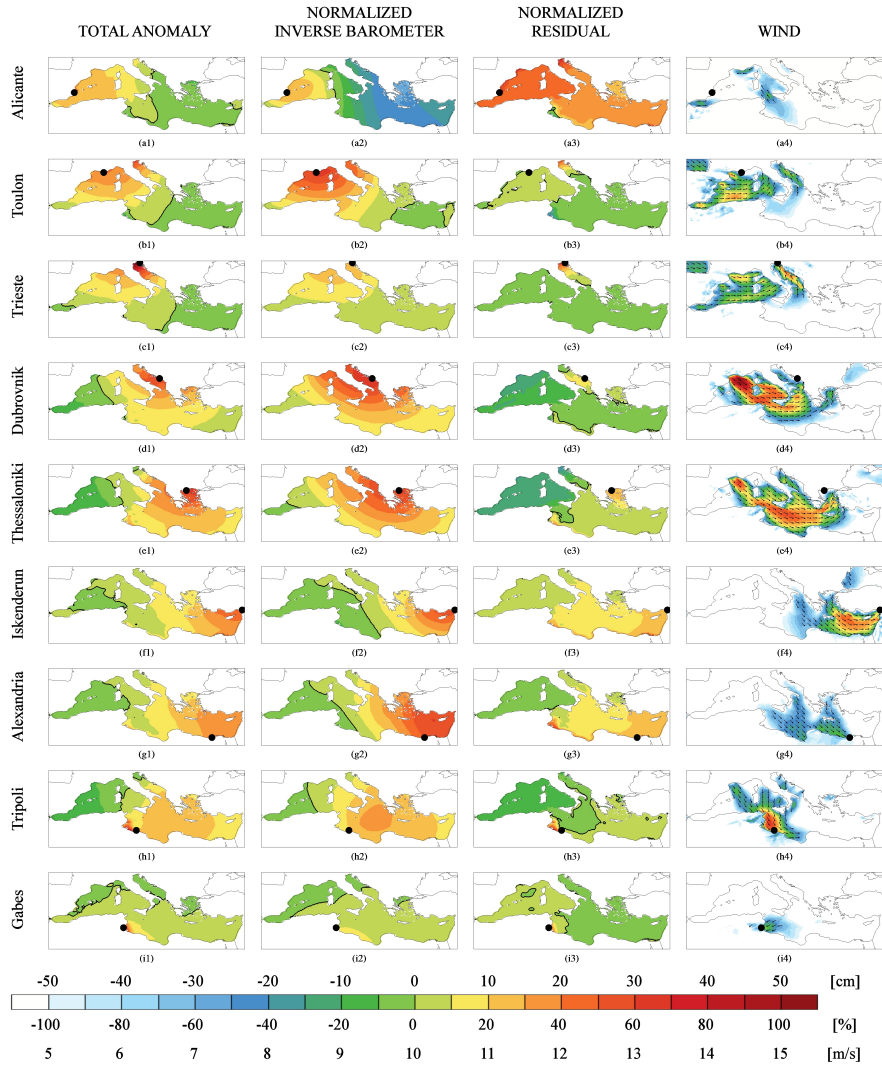 TOTAL ANOMALY
NORMALIZED
INVERSE BAROMETER
NORMALIZED
RESIDUAL
WIND
Alicante
(a1)
(a2)
(a3)
(a4)
Toulon
(b1)
(b2)
(b3)
(b4)
Trieste
(c1)
(c2)
(c3)
(c4)
Dubrovnik
(d1)
(d2)
(d3)
(d4)
Thessaloniki
(e1)
(e2)
(e3)
(e4)
Iskenderun
(f1)
(f2)
(f3)
(f4)
Alexandria
(g1)
(g2)
(g3)
(g4)
Tripoli
(h1)
(h2)
(h3)
(h4)
Gabes
(i1)
(i2)
(i3)
(i4)
-50 -40 -30 -20 -10 0 10 20 30 40 50 [cm]
-100 -80 -60 -40 -20 0 20 40 60 80 100 [%]
5 6 7 8 9 10 11 12 13 14 15 [m/s]